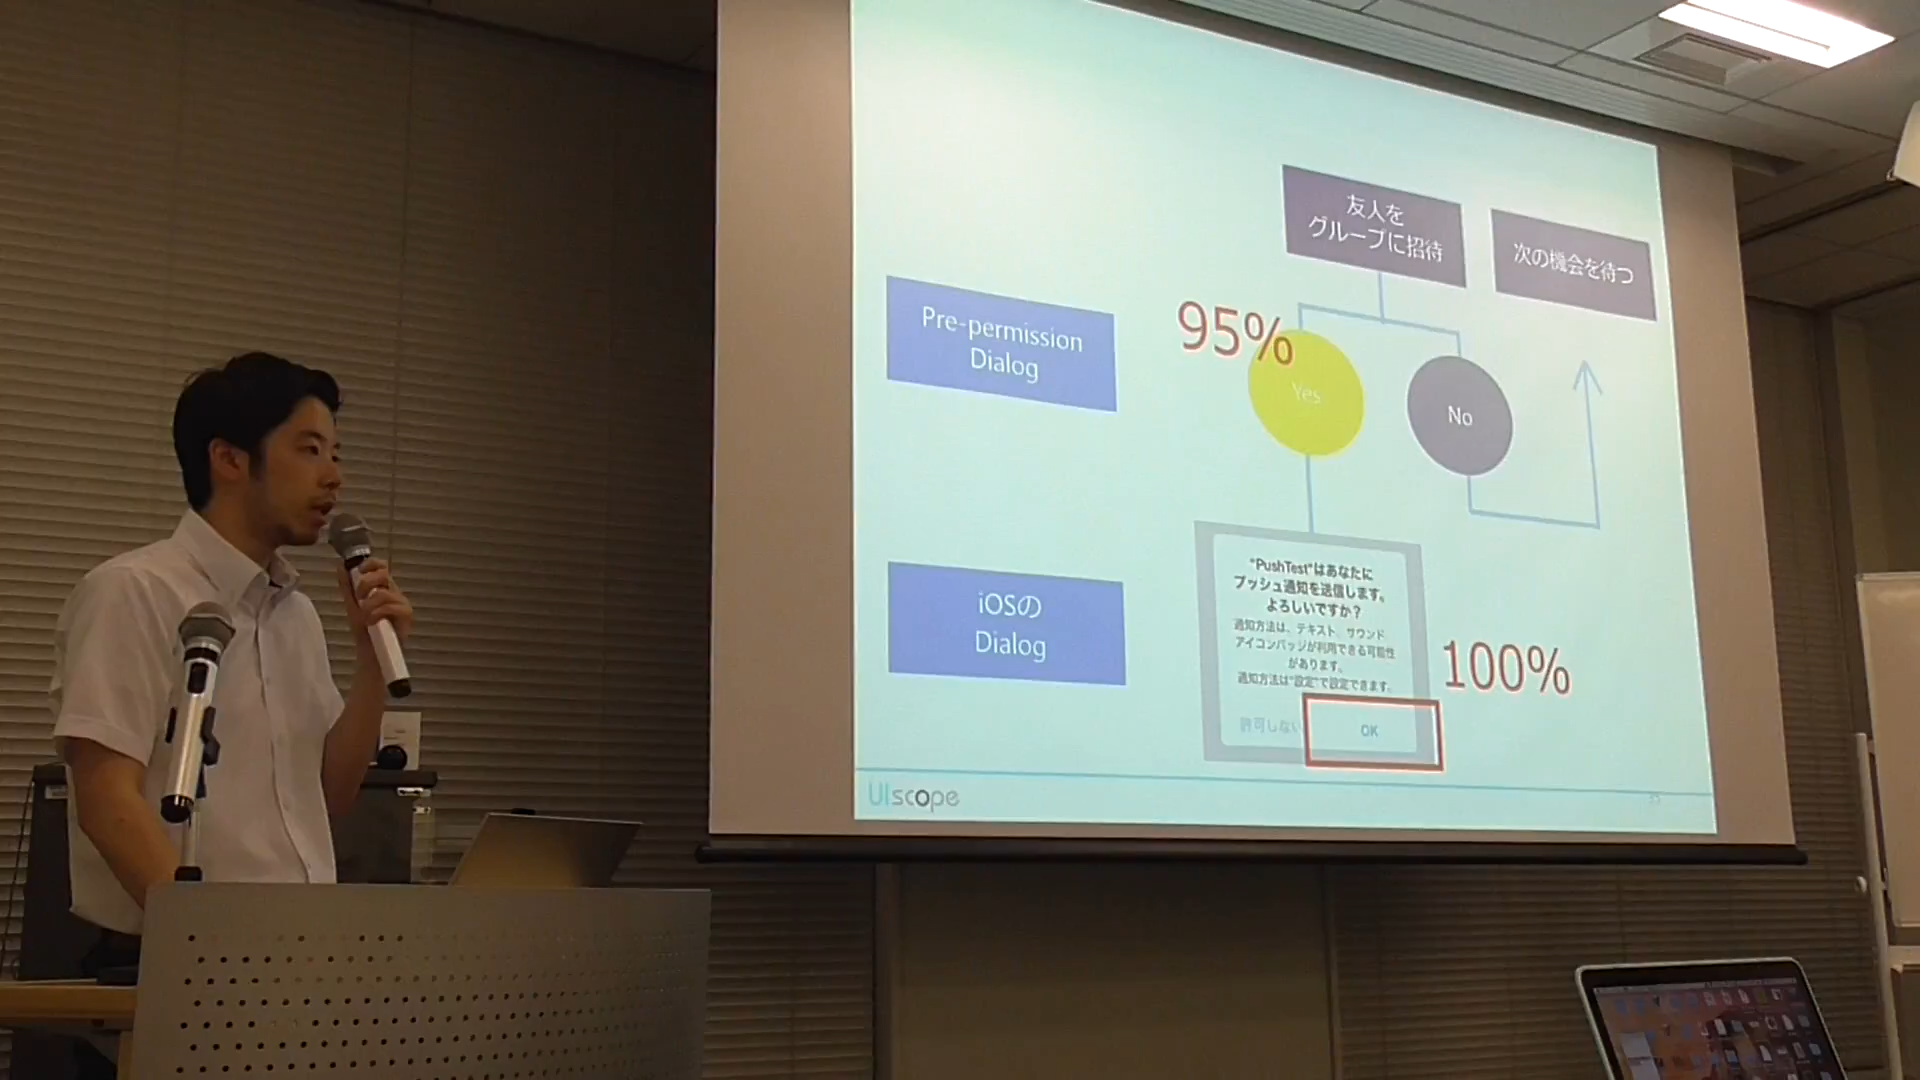 友人を
グループに招待
次の機会を待つ
Pre-permission
Dialog
95%
Yes
No
iOSの
Dialog
"PushTest"はあなたに
プッシュ通知を送信します。
よろしいですか？
通知方法は、テキスト、サウンド、
アイコンバッジが利用できる可能性
があります。
通知方法は"設定"で設定できます。
許可しない
OK
100%
UIscope